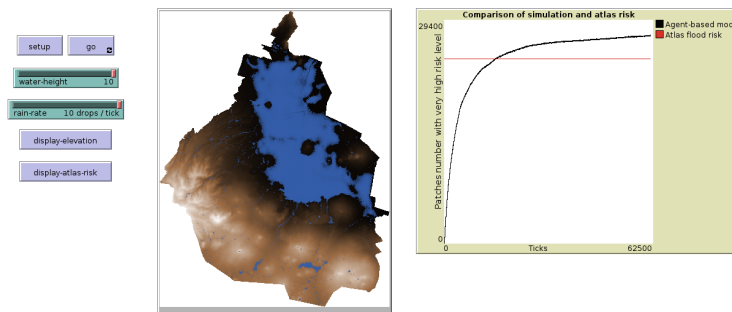 setup
go
water-height 10
rain-rate 10 drops / tick
display-elevation
display-atlas-risk
Comparison of simulation and atlas risk
Patches number with very high risk level
29400
0
0
Ticks
62500
Agent-based mod
Atlas flood risk